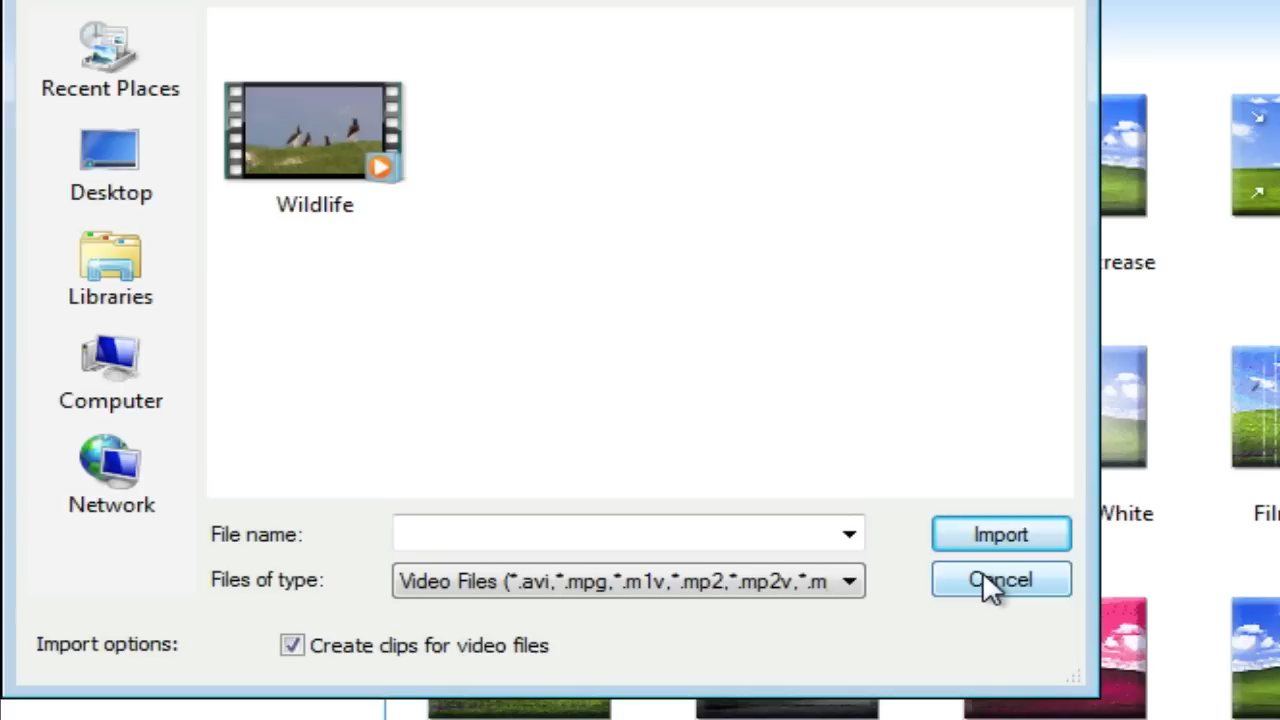 Recent Places
Desktop
Libraries
Computer
Network
Wildlife
File name:
Import
Files of type:
Video Files (*.avi,*.mpg,*.m1v,*.mp2,*.mp2v,*.m
Cancel
Import options:
Create clips for video files
crease
White
Fil